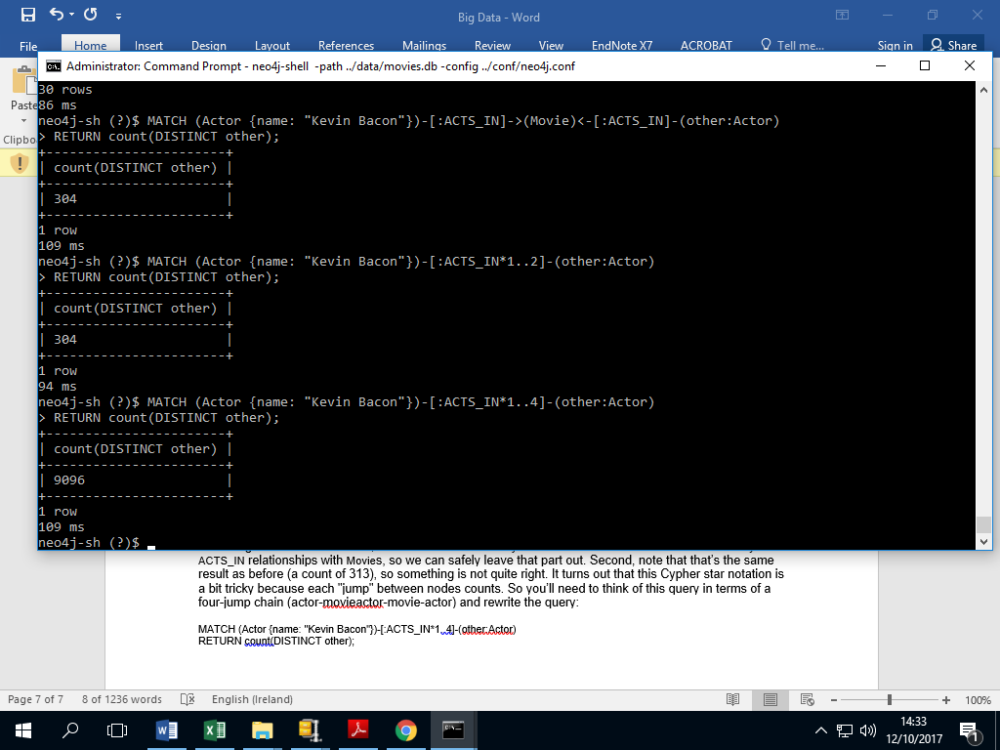 Big Data - Word
File Home Insert Design Layout References Mailings Review View EndNote X7 ACROBAT Tell me... Sign in Share
Administrator: Command Prompt - neo4j-shell -path ../data/movies.db -config ../conf/neo4j.conf
Paste
Clipbo
30 rows
86 ms
neo4j-sh (?)$ MATCH (Actor {name: "Kevin Bacon"})-[:ACTS_IN]->(Movie)<-[:ACTS_IN]-(other:Actor)
> RETURN count(DISTINCT other);
+------------------------+
| count(DISTINCT other) |
+------------------------+
| 304 |
+------------------------+
1 row
109 ms
neo4j-sh (?)$ MATCH (Actor {name: "Kevin Bacon"})-[:ACTS_IN*1..2]-(other:Actor)
> RETURN count(DISTINCT other);
+------------------------+
| count(DISTINCT other) |
+------------------------+
| 304 |
+------------------------+
1 row
94 ms
neo4j-sh (?)$ MATCH (Actor {name: "Kevin Bacon"})-[:ACTS_IN*1..4]-(other:Actor)
> RETURN count(DISTINCT other);
+------------------------+
| count(DISTINCT other) |
+------------------------+
| 9096 |
+------------------------+
1 row
109 ms
neo4j-sh (?)$
ACTS_IN relationships with Movies, so we can safely leave that part out. Second, note that that's the same
result as before (a count of 313), so something is not quite right. It turns out that this Cypher star notation is
a bit tricky because each "jump" between nodes counts. So you'll need to think of this query in terms of a
four-jump chain (actor-movieactor-movie-actor) and rewrite the query:
MATCH (Actor {name: "Kevin Bacon"})-[:ACTS_IN*1..4]-(other:Actor)
RETURN count(DISTINCT other);
Page 7 of 7 8 of 1236 words English (Ireland) 100%
14:33
12/10/2017
1